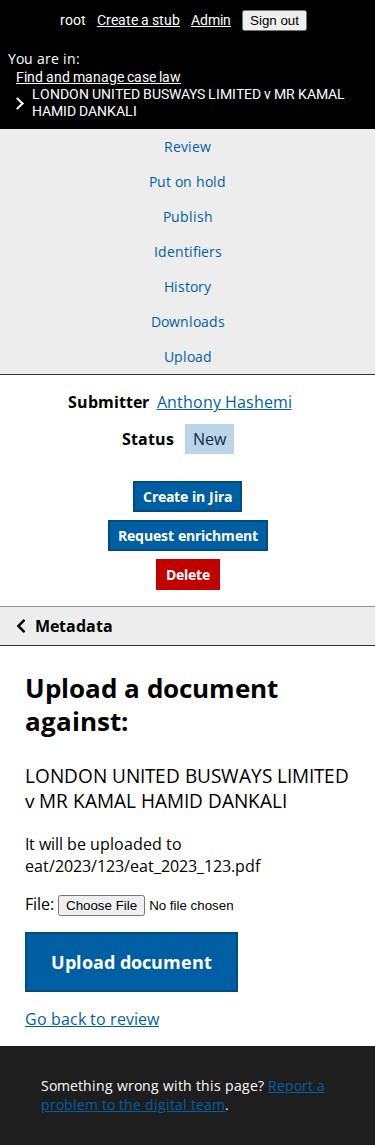 root Create a stub Admin Sign out
You are in:
Find and manage case law
LONDON UNITED BUSWAYS LIMITED v MR KAMAL
HAMID DANKALI
Review
Put on hold
Publish
Identifiers
History
Downloads
Upload
Submitter Anthony Hashemi
Status New
Create in Jira
Request enrichment
Delete
Metadata
Upload a document
against:
LONDON UNITED BUSWAYS LIMITED
v MR KAMAL HAMID DANKALI
It will be uploaded to
eat/2023/123/eat_2023_123.pdf
File: Choose File No file chosen
Upload document
Go back to review
Something wrong with this page? Report a
problem to the digital team.